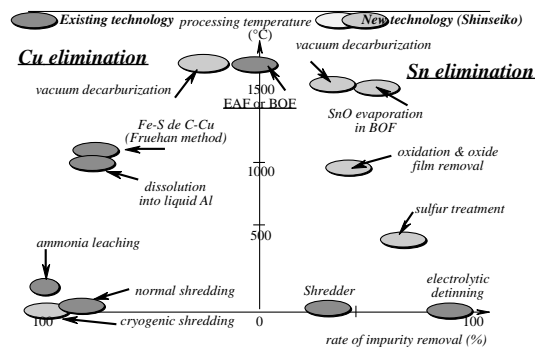 Existing technology
processing temperature
(°C)
New technology (Shinseiko)
Cu elimination
vacuum decarburization
Sn elimination
vacuum decarburization
1500
EAF or BOF
SnO evaporation
in BOF
Fe-S de C-Cu
(Fruehan method)
oxidation & oxide
film removal
1000
dissolution
into liquid Al
sulfur treatment
500
ammonia leaching
normal shredding
Shredder
electrolytic
detinning
cryogenic shredding
100
0
100
rate of impurity removal (%)